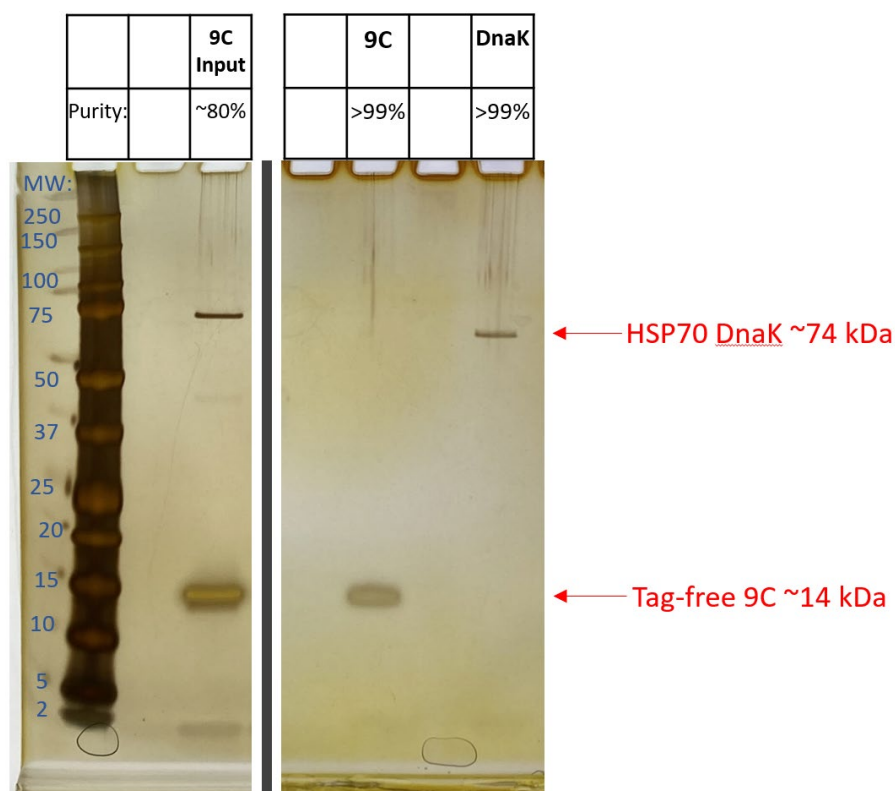 9C
Input
9C
DnaK
Purity:
~80%
>99%
>99%
MW:
250
150
100
75
50
37
25
20
15
10
5
2
HSP70 DnaK ~74 kDa
Tag-free 9C ~14 kDa